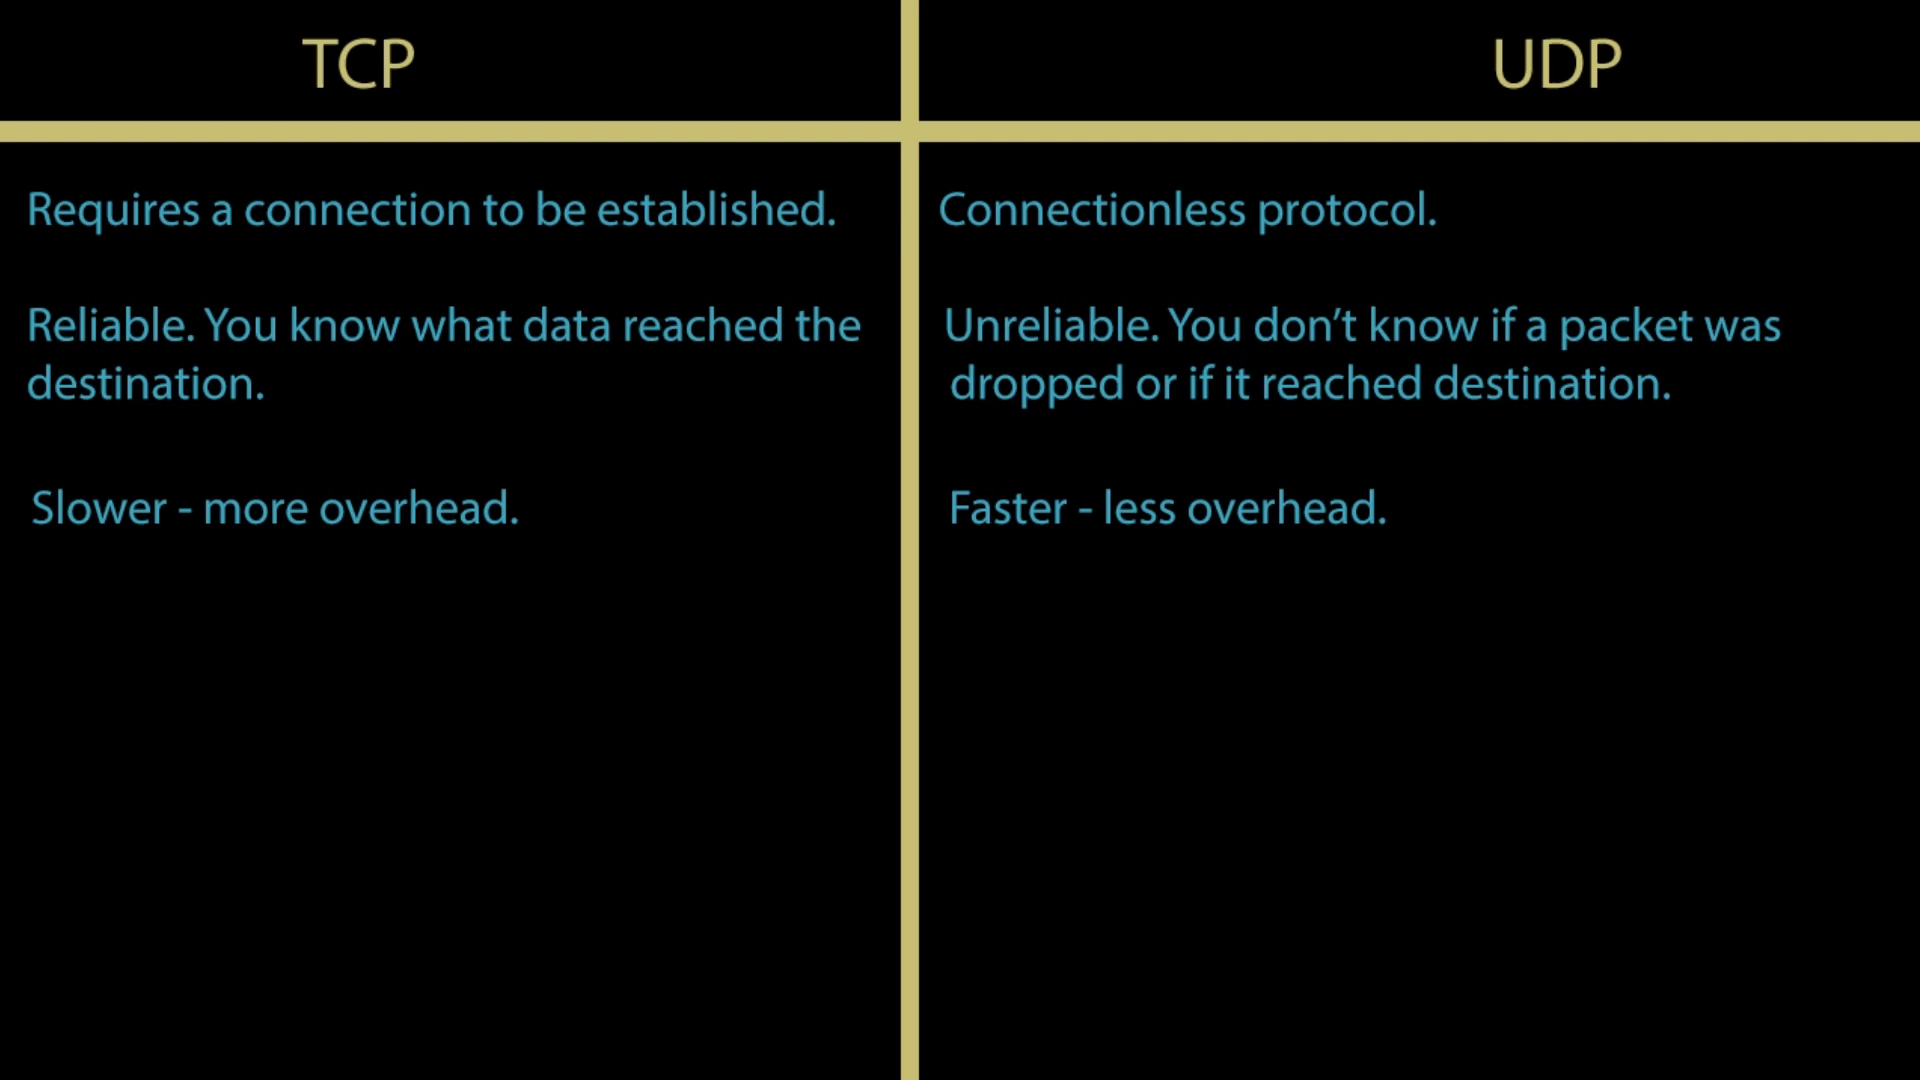 TCP
UDP
Requires a connection to be established.
Connectionless protocol.
Reliable. You know what data reached the
destination.
Unreliable. You don’t know if a packet was
dropped or if it reached destination.
Slower - more overhead.
Faster - less overhead.